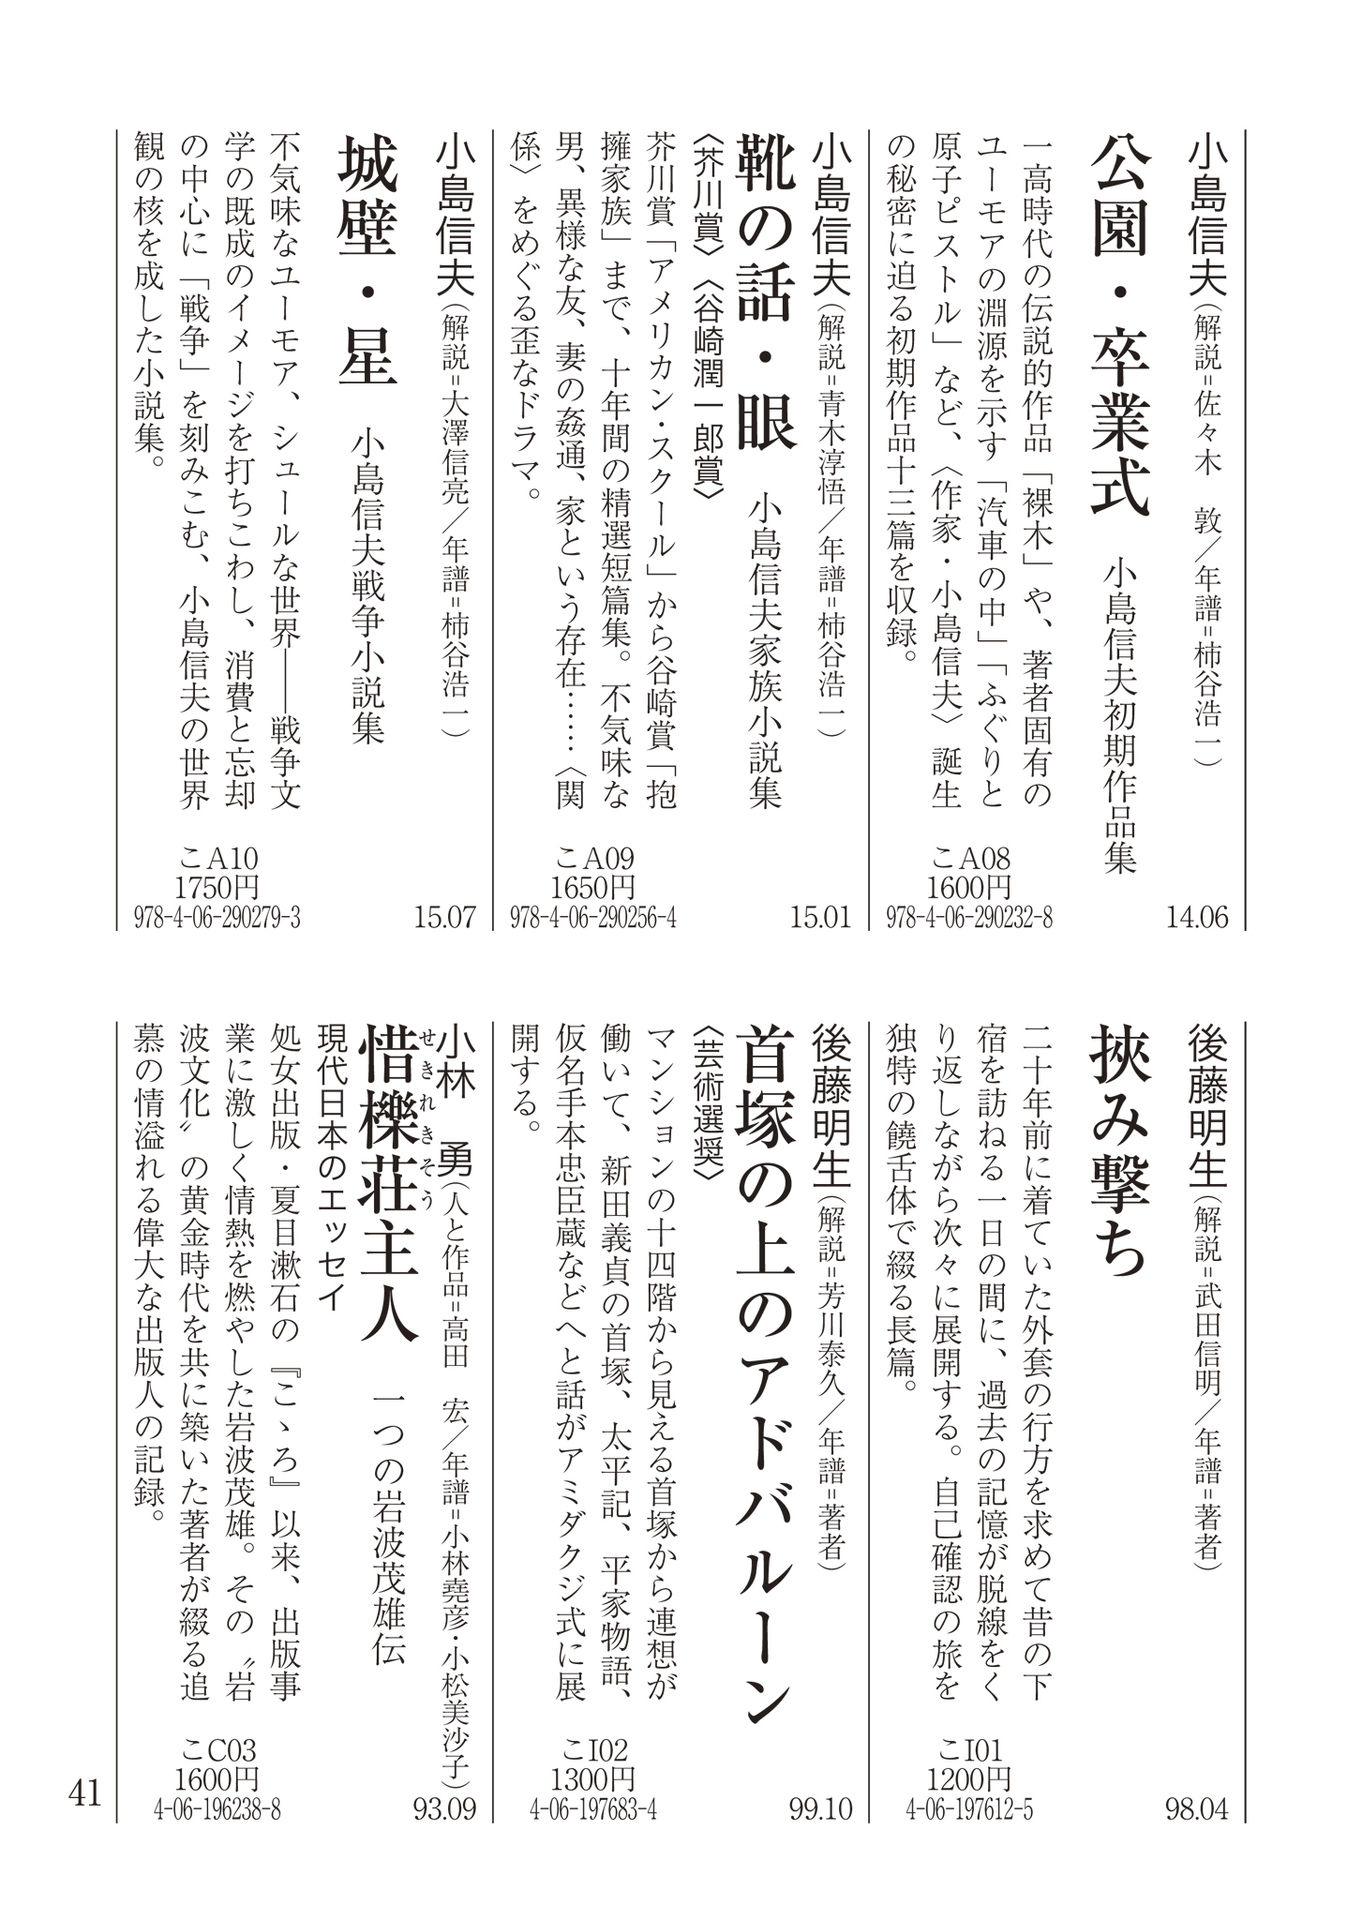 小島信夫(解説=佐々木　敦／年譜=柿谷浩一)
公園・卒業式　小島信夫初期作品集
一高時代の伝説的作品「裸木」や、著者固有の
ユーモアの淵源を示す「汽車の中」「ふぐりと
原子ピストル」など、〈作家・小島信夫〉誕生
の秘密に迫る初期作品十三篇を収録。
こA08
1600円
978-4-06-290232-8
14.06
小島信夫(解説=青木淳悟／年譜=柿谷浩一)
靴の話・眼　小島信夫家族小説集
〈芥川賞〉〈谷崎潤一郎賞〉
芥川賞「アメリカン・スクール」から谷崎賞「抱
擁家族」まで、十年間の精選短篇集。不気味な
男、異様な友、妻の姦通、家という存在……〈関
係〉をめぐる歪なドラマ。
こA09
1650円
978-4-06-290256-4
15.01
小島信夫(解説=大澤信亮／年譜=柿谷浩一)
城壁・星　小島信夫戦争小説集
不気味なユーモア、シュールな世界――戦争文
学の既成のイメージを打ちこわし、消費と忘却
の中心に「戦争」を刻みこむ、小島信夫の世界
観の核を成した小説集。
こA10
1750円
978-4-06-290279-3
15.07
後藤明生(解説=武田信明／年譜=著者)
挾み撃ち
二十年前に着ていた外套の行方を求めて昔の下
宿を訪ねる一日の間に、過去の記憶が脱線をく
り返しながら次々に展開する。自己確認の旅を
独特の饒舌体で綴る長篇。
こI01
1200円
4-06-197612-5
98.04
後藤明生(解説=芳川泰久／年譜=著者)
首塚の上のアドバルーン
〈芸術選奨〉
マンションの十四階から見える首塚から連想が
働いて、新田義貞の首塚、太平記、平家物語、
仮名手本忠臣蔵などへと話がアミダクジ式に展
開する。
こI02
1300円
4-06-197683-4
99.10
小林　勇(人と作品=高田　宏／年譜=小林堯彦・小松美沙子)
せきれきそう
惜櫟荘主人　一つの岩波茂雄伝
現代日本のエッセイ
処女出版・夏目漱石の『こゝろ』以来、出版事
業に激しく情熱を燃やした岩波茂雄。その〝岩
波文化〟の黄金時代を共に築いた著者が綴る追
慕の情溢れる偉大な出版人の記録。
こC03
1600円
4-06-196238-8
93.09
41